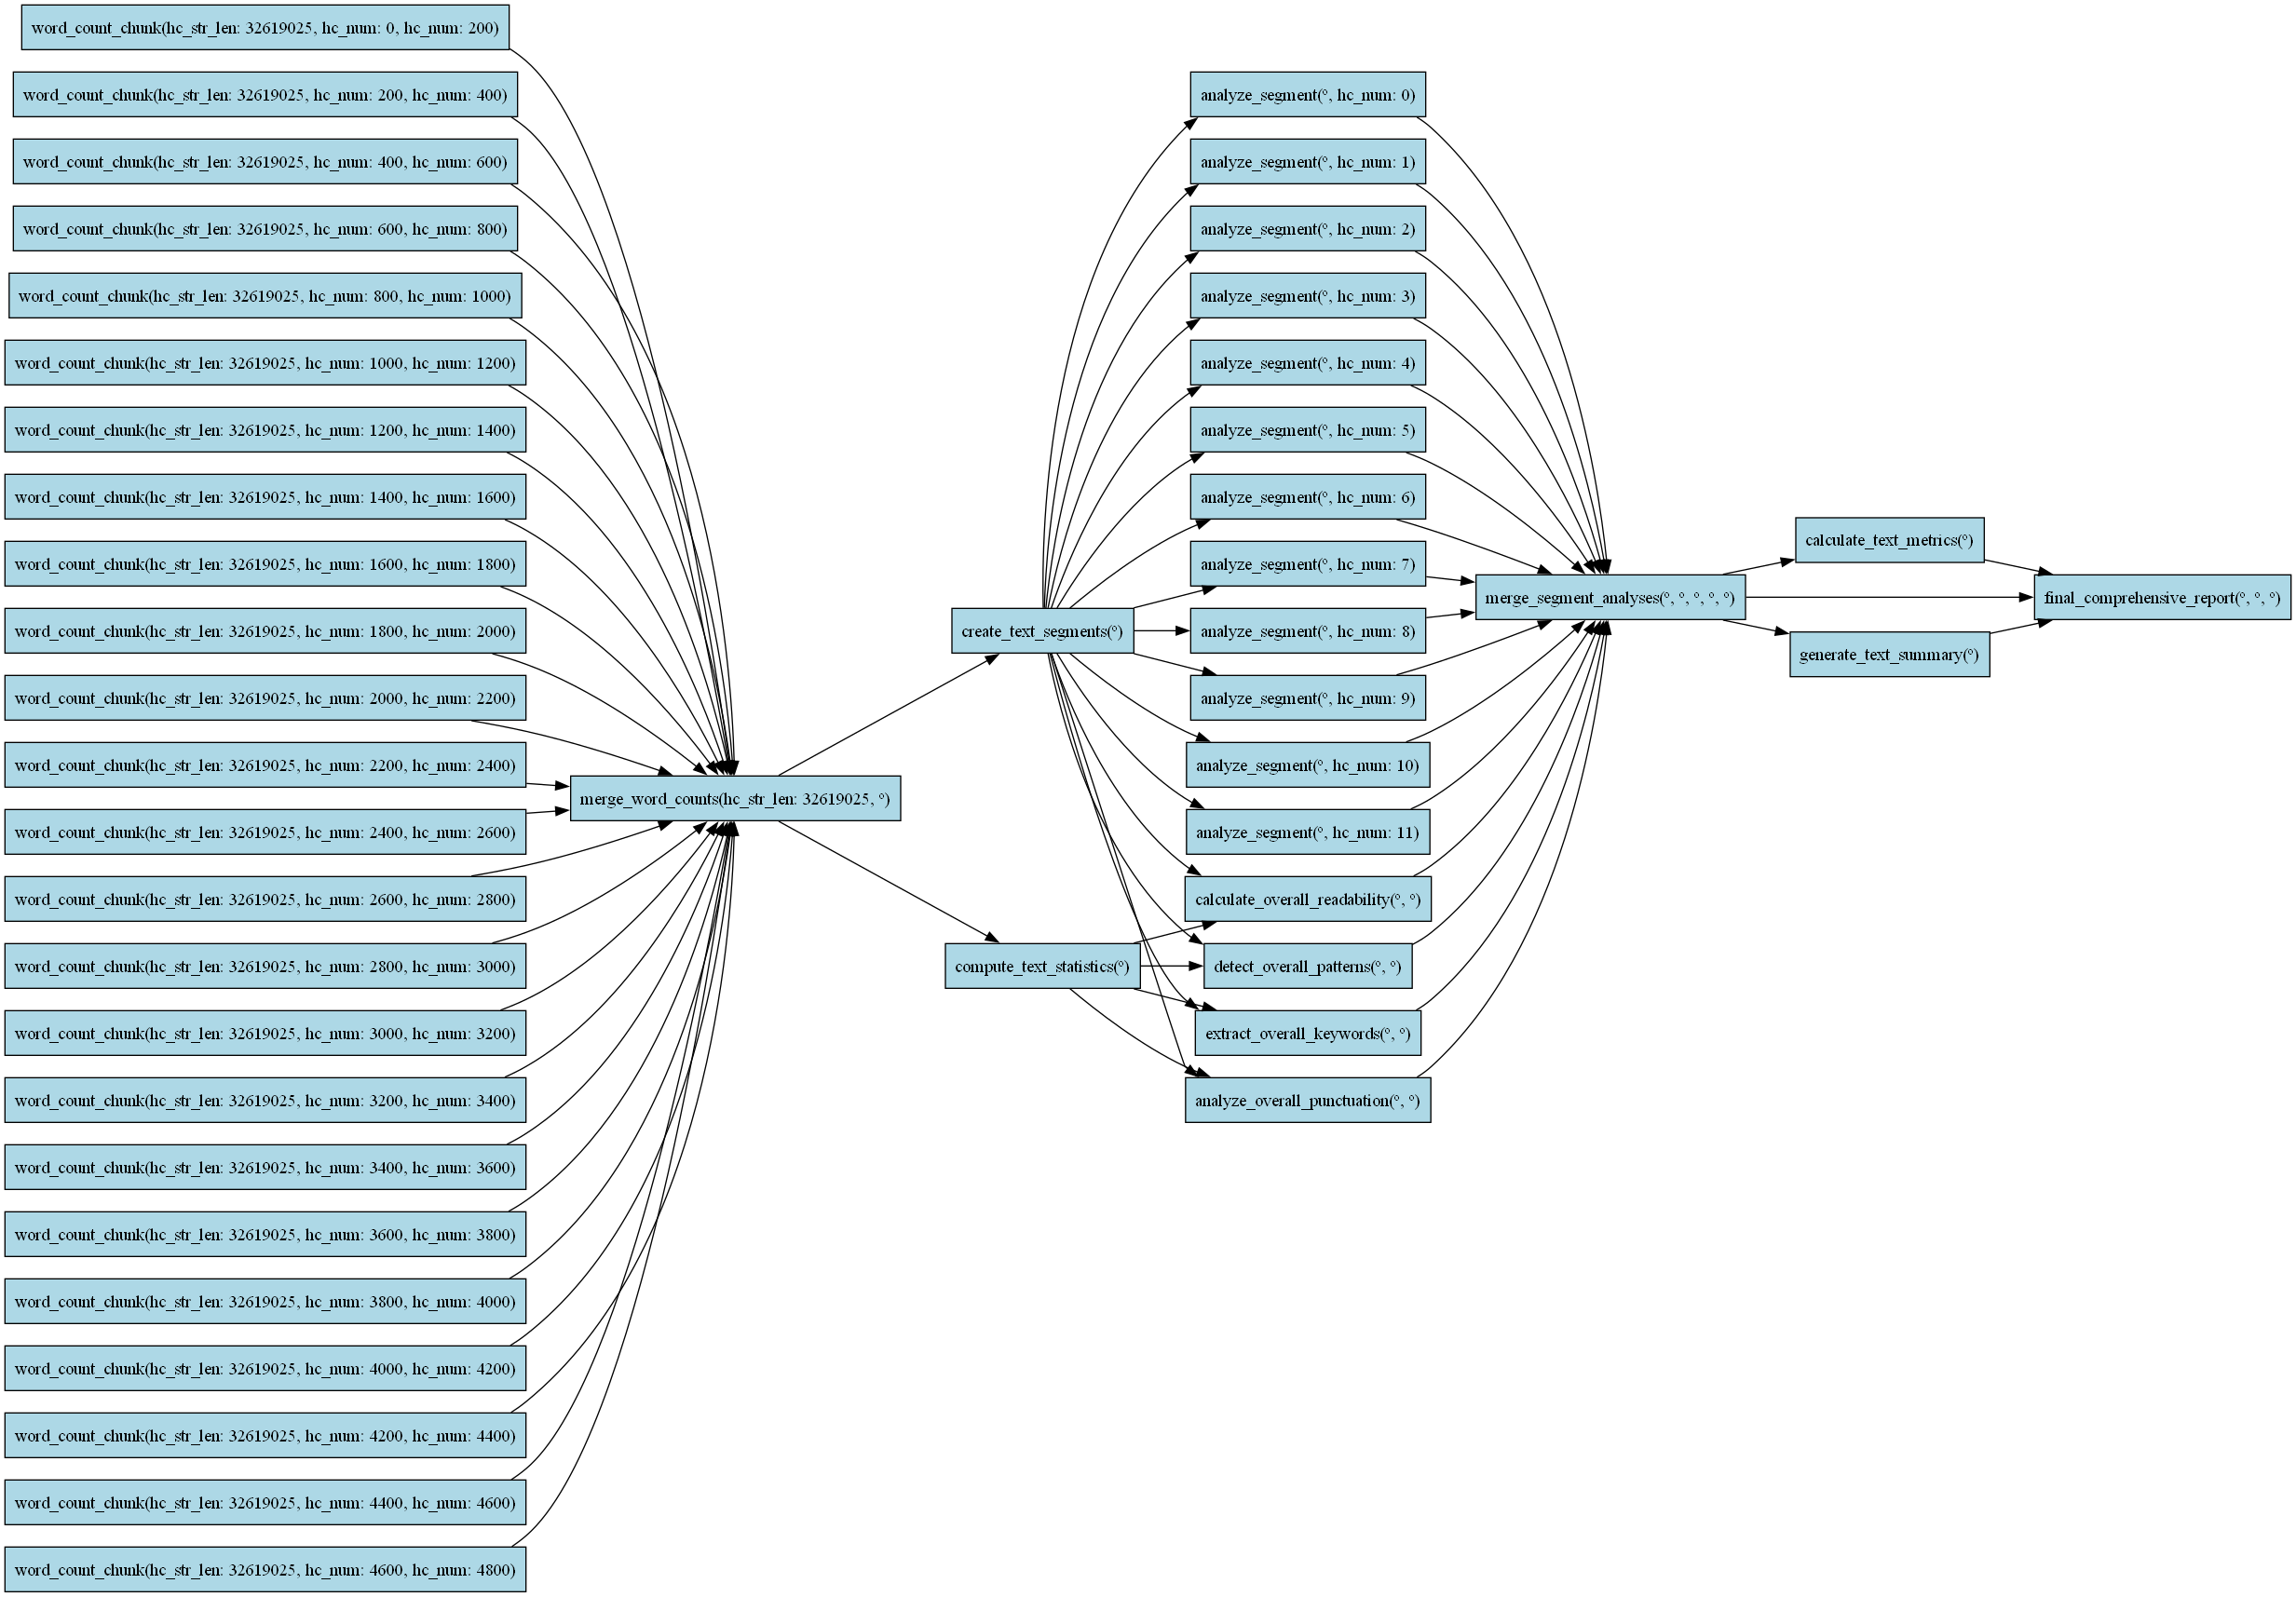 word_count_chunk(hc_str_len: 32619025, hc_num: 0, hc_num: 200)
word_count_chunk(hc_str_len: 32619025, hc_num: 200, hc_num: 400)
word_count_chunk(hc_str_len: 32619025, hc_num: 400, hc_num: 600)
word_count_chunk(hc_str_len: 32619025, hc_num: 600, hc_num: 800)
word_count_chunk(hc_str_len: 32619025, hc_num: 800, hc_num: 1000)
word_count_chunk(hc_str_len: 32619025, hc_num: 1000, hc_num: 1200)
word_count_chunk(hc_str_len: 32619025, hc_num: 1200, hc_num: 1400)
word_count_chunk(hc_str_len: 32619025, hc_num: 1400, hc_num: 1600)
word_count_chunk(hc_str_len: 32619025, hc_num: 1600, hc_num: 1800)
word_count_chunk(hc_str_len: 32619025, hc_num: 1800, hc_num: 2000)
word_count_chunk(hc_str_len: 32619025, hc_num: 2000, hc_num: 2200)
word_count_chunk(hc_str_len: 32619025, hc_num: 2200, hc_num: 2400)
word_count_chunk(hc_str_len: 32619025, hc_num: 2400, hc_num: 2600)
word_count_chunk(hc_str_len: 32619025, hc_num: 2600, hc_num: 2800)
word_count_chunk(hc_str_len: 32619025, hc_num: 2800, hc_num: 3000)
word_count_chunk(hc_str_len: 32619025, hc_num: 3000, hc_num: 3200)
word_count_chunk(hc_str_len: 32619025, hc_num: 3200, hc_num: 3400)
word_count_chunk(hc_str_len: 32619025, hc_num: 3400, hc_num: 3600)
word_count_chunk(hc_str_len: 32619025, hc_num: 3600, hc_num: 3800)
word_count_chunk(hc_str_len: 32619025, hc_num: 3800, hc_num: 4000)
word_count_chunk(hc_str_len: 32619025, hc_num: 4000, hc_num: 4200)
word_count_chunk(hc_str_len: 32619025, hc_num: 4200, hc_num: 4400)
word_count_chunk(hc_str_len: 32619025, hc_num: 4400, hc_num: 4600)
word_count_chunk(hc_str_len: 32619025, hc_num: 4600, hc_num: 4800)
merge_word_counts(hc_str_len: 32619025, °)
create_text_segments(°)
compute_text_statistics(°)
analyze_segment(°, hc_num: 0)
analyze_segment(°, hc_num: 1)
analyze_segment(°, hc_num: 2)
analyze_segment(°, hc_num: 3)
analyze_segment(°, hc_num: 4)
analyze_segment(°, hc_num: 5)
analyze_segment(°, hc_num: 6)
analyze_segment(°, hc_num: 7)
analyze_segment(°, hc_num: 8)
analyze_segment(°, hc_num: 9)
analyze_segment(°, hc_num: 10)
analyze_segment(°, hc_num: 11)
calculate_overall_readability(°, °)
detect_overall_patterns(°, °)
extract_overall_keywords(°, °)
analyze_overall_punctuation(°, °)
merge_segment_analyses(°, °, °, °, °)
calculate_text_metrics(°)
generate_text_summary(°)
final_comprehensive_report(°, °, °)